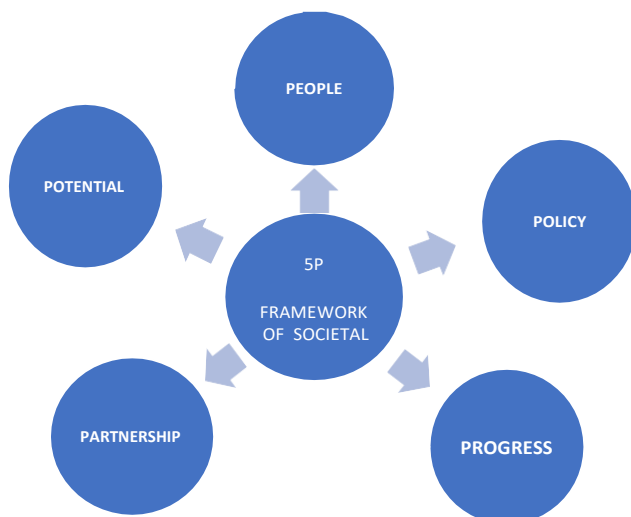 PEOPLE
POTENTIAL
POLICY
5P
FRAMEWORK
OF SOCIETAL
PARTNERSHIP
PROGRESS